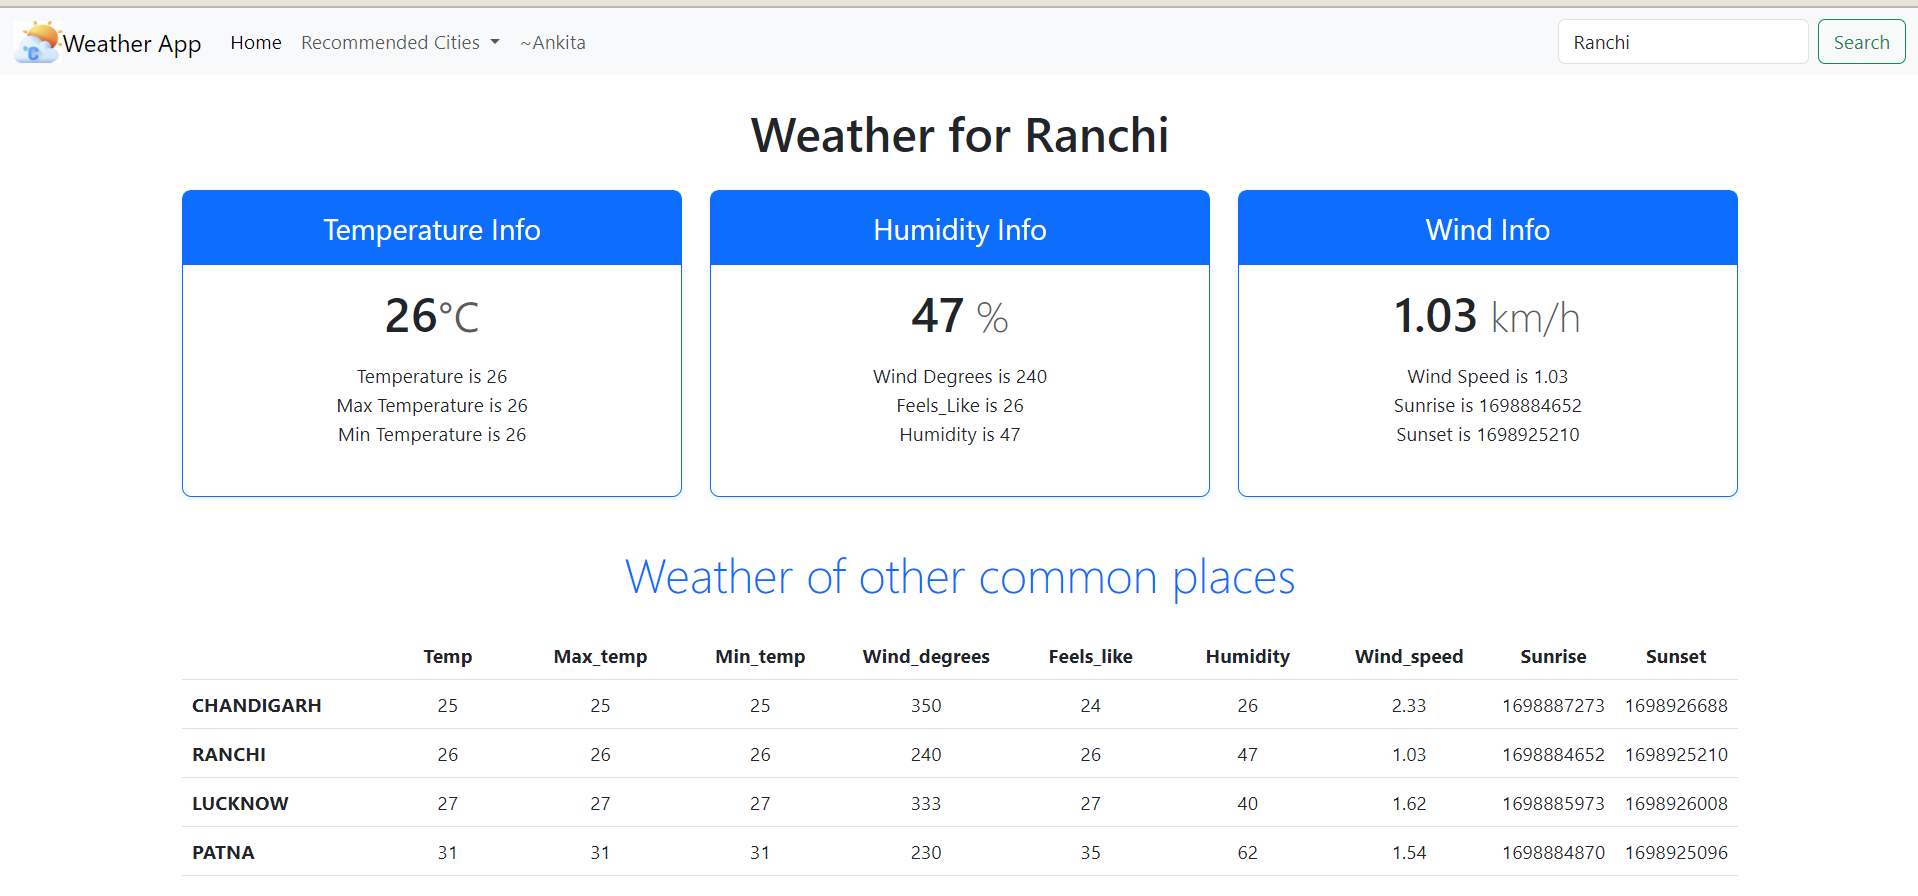 Weather App Home Recommended Cities ~Ankita Ranchi Search
Weather for Ranchi
Temperature Info
26°C
Temperature is 26
Max Temperature is 26
Min Temperature is 26
Humidity Info
47 %
Wind Degrees is 240
Feels_Like is 26
Humidity is 47
Wind Info
1.03 km/h
Wind Speed is 1.03
Sunrise is 1698884652
Sunset is 1698925210
Weather of other common places
Temp Max_temp Min_temp Wind_degrees Feels_like Humidity Wind_speed Sunrise Sunset
CHANDIGARH 25 25 25 350 24 26 2.33 1698887273 1698926688
RANCHI 26 26 26 240 26 47 1.03 1698884652 1698925210
LUCKNOW 27 27 27 333 27 40 1.62 1698885973 1698926008
PATNA 31 31 31 230 35 62 1.54 1698884870 1698925096